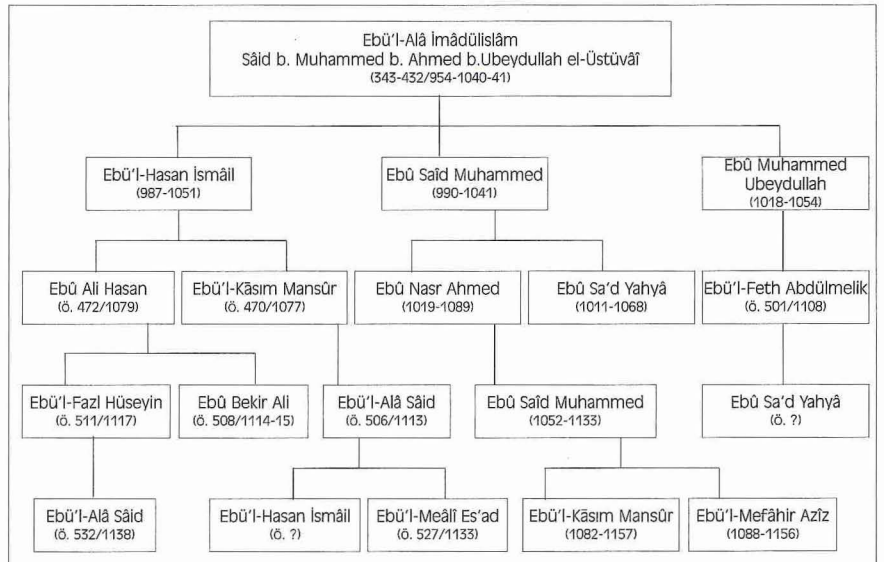 Ebü'l-Alâ İmâdülislâm
Sâid b. Muhammed b. Ahmed b.Ubeydullah el-Üstüvâî
(343-432/954-1040-41)
Ebü'l-Hasan İsmâil
(987-1051)
Ebû Saîd Muhammed
(990-1041)
Ebû Muhammed
Ubeydullah
(1018-1054)
Ebû Ali Hasan
(ö. 472/1079)
Ebü'l-Kāsım Mansûr
(ö. 470/1077)
Ebû Nasr Ahmed
(1019-1089)
Ebû Sa'd Yahyâ
(1011-1068)
Ebü'l-Feth Abdülmelik
(ö. 501/1108)
Ebü'l-Fazl Hüseyin
(ö. 511/1117)
Ebû Bekir Ali
(ö. 508/1114-15)
Ebü'l-Alâ Sâid
(ö. 506/1113)
Ebû Saîd Muhammed
(1052-1133)
Ebû Sa'd Yahyâ
(ö. ?)
Ebü'l-Alâ Sâid
(ö. 532/1138)
Ebü'l-Hasan İsmâil
(ö. ?)
Ebü'l-Meâlî Es'ad
(ö. 527/1133)
Ebü'l-Kāsım Mansûr
(1082-1157)
Ebü'l-Mefâhir Azîz
(1088-1156)